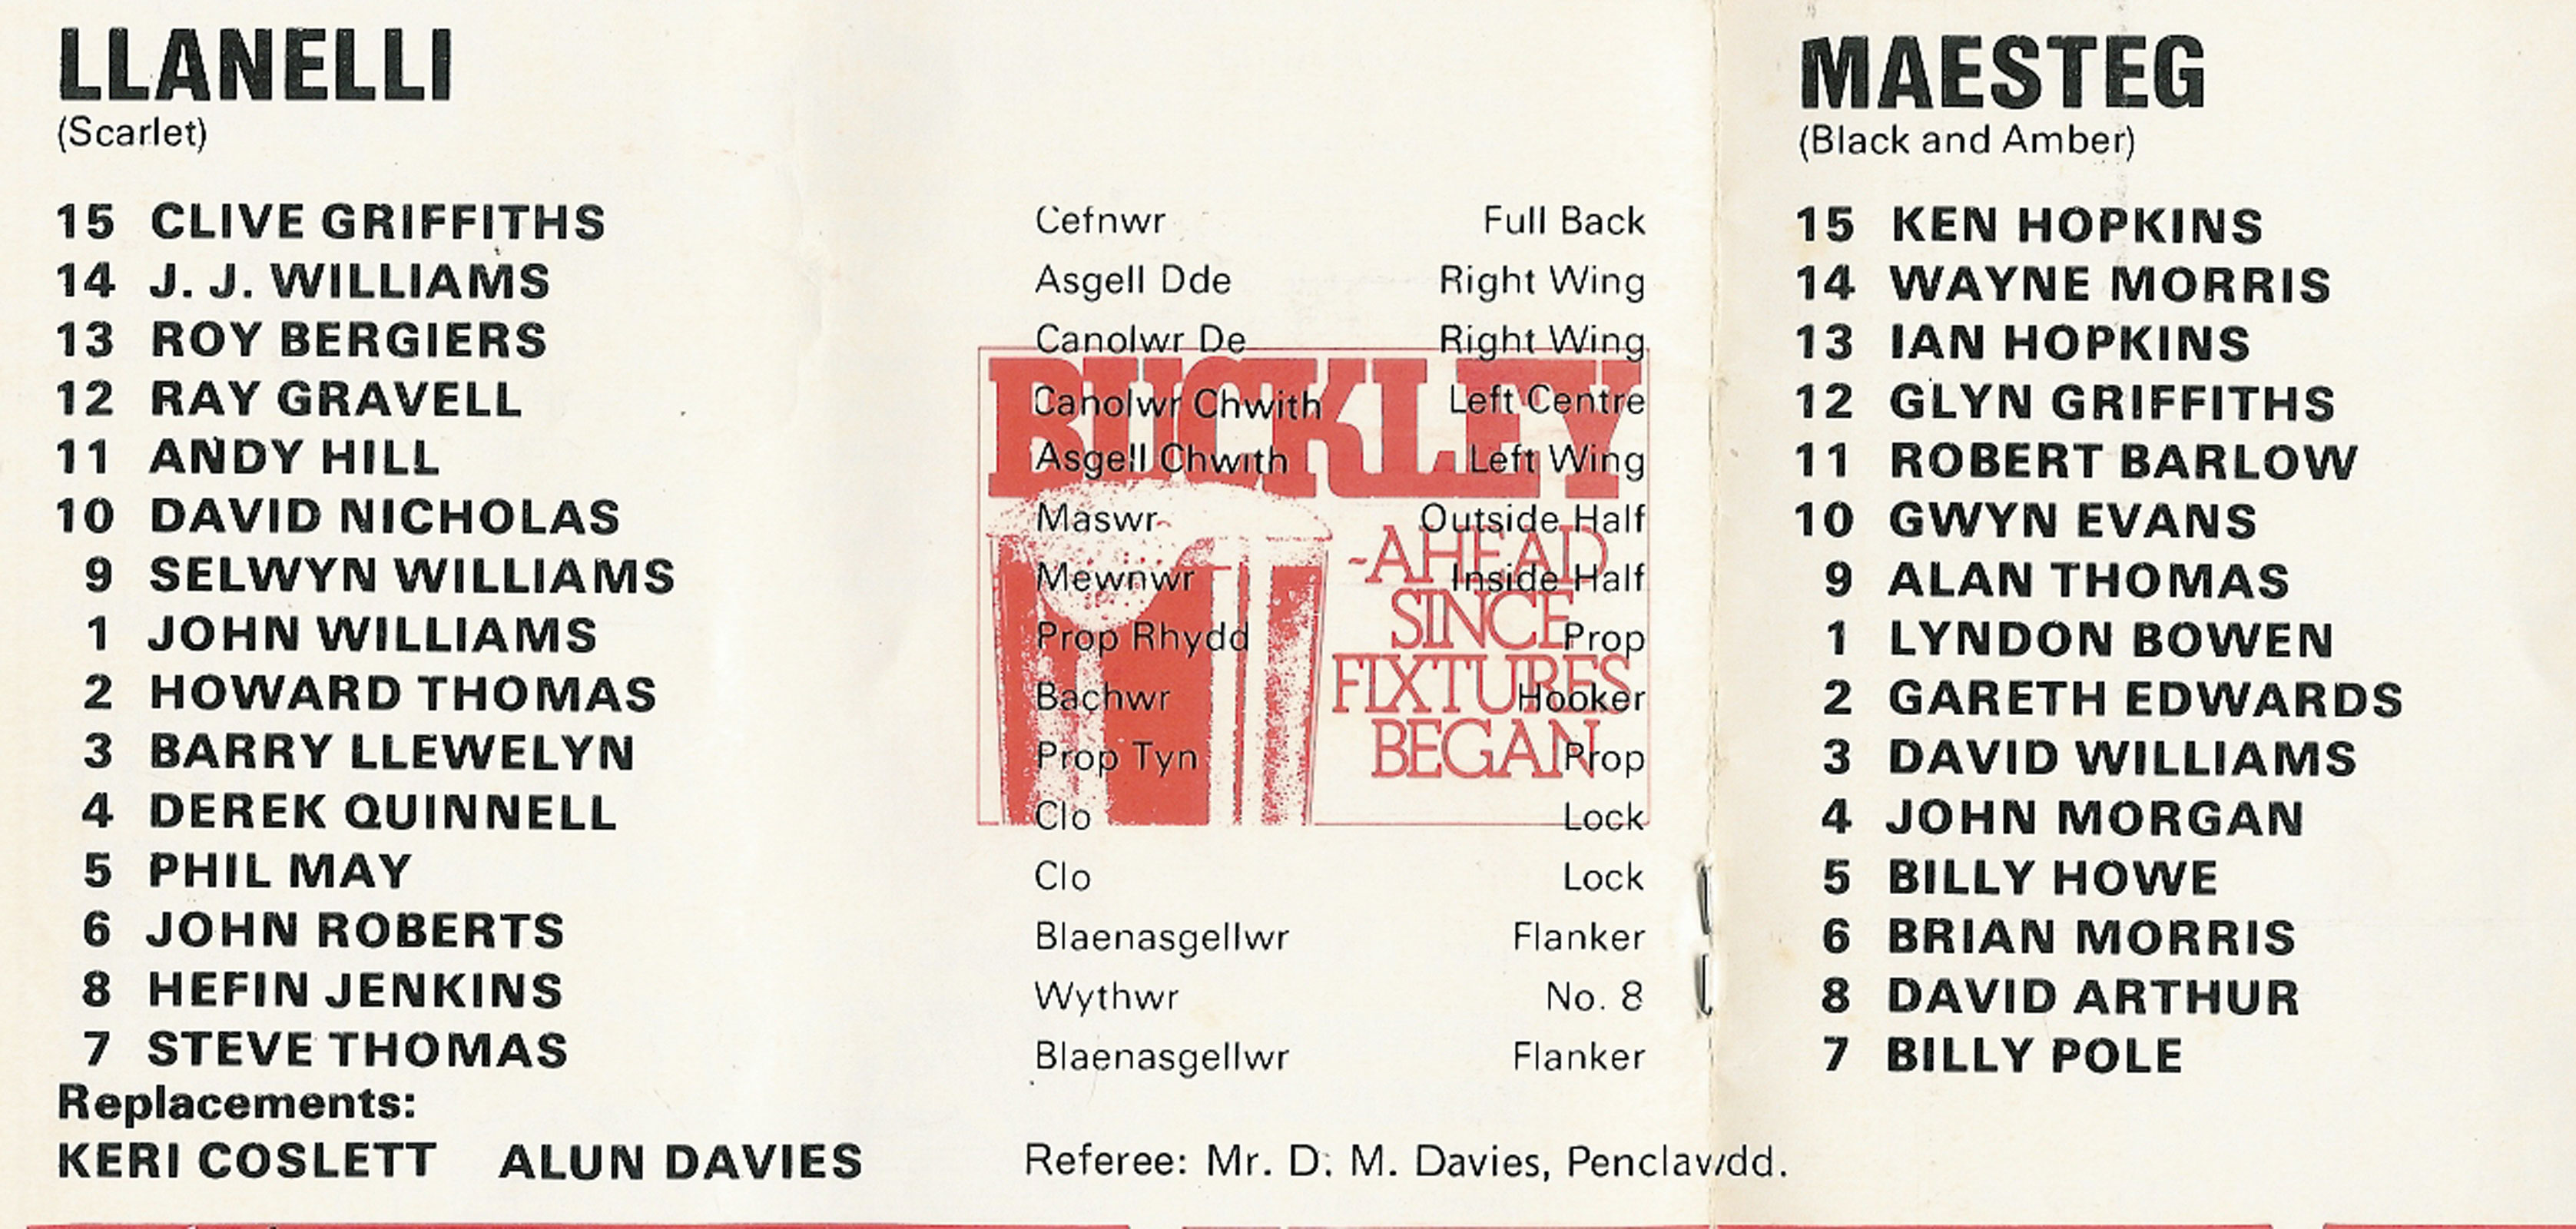 LLANELLI
(Scarlet)
15 CLIVE GRIFFITHS
14 J. J. WILLIAMS
13 ROY BERGIERS
12 RAY GRAVELL
11 ANDY HILL
10 DAVID NICHOLAS
9 SELWYN WILLIAMS
1 JOHN WILLIAMS
2 HOWARD THOMAS
3 BARRY LLEWELYN
4 DEREK QUINNELL
5 PHIL MAY
6 JOHN ROBERTS
8 HEFIN JENKINS
7 STEVE THOMAS
Replacements:
KERI COSLETT ALUN DAVIES
Cefnwr Full Back
Asgell Dde Right Wing
Canolwr De Right Wing
Canolwr Chwith Left Centre
Asgell Chwith Left Wing
Maswr Outside Half
Mewnwr Inside Half
Prop Rhydd Prop
Bachwr Hooker
Prop Tyn Prop
Clo Lock
Clo Lock
Blaenasgellwr Flanker
Wythwr No. 8
Blaenasgellwr Flanker
BUCKLEY
-AHEAD
SINCE
FIXTURES
BEGAN
Referee: Mr. D. M. Davies, Penclawdd.
MAESTEG
(Black and Amber)
15 KEN HOPKINS
14 WAYNE MORRIS
13 IAN HOPKINS
12 GLYN GRIFFITHS
11 ROBERT BARLOW
10 GWYN EVANS
9 ALAN THOMAS
1 LYNDON BOWEN
2 GARETH EDWARDS
3 DAVID WILLIAMS
4 JOHN MORGAN
5 BILLY HOWE
6 BRIAN MORRIS
8 DAVID ARTHUR
7 BILLY POLE